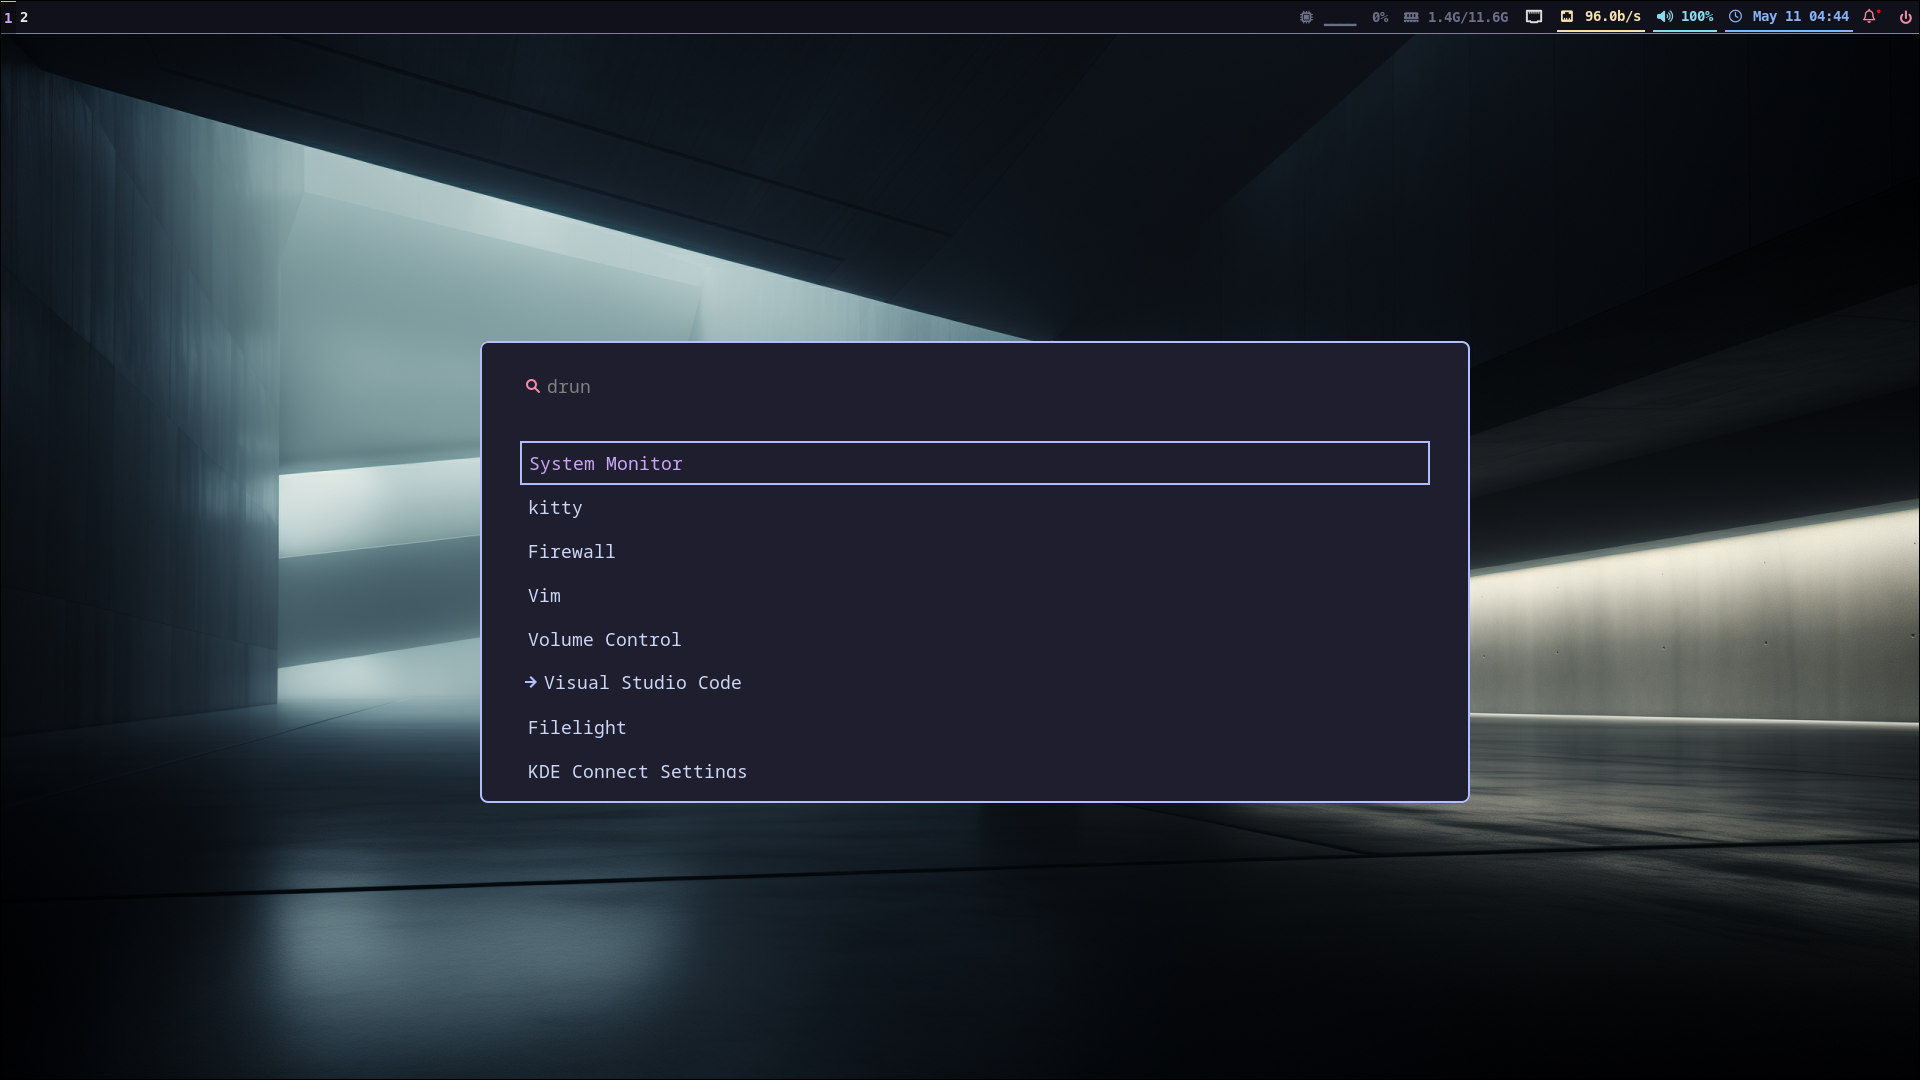 1 2 0% 1.4G/11.6G 96.0b/s 100% May 11 04:44
drun
System Monitor
kitty
Firewall
Vim
Volume Control
Visual Studio Code
Filelight
KDE Connect Settings